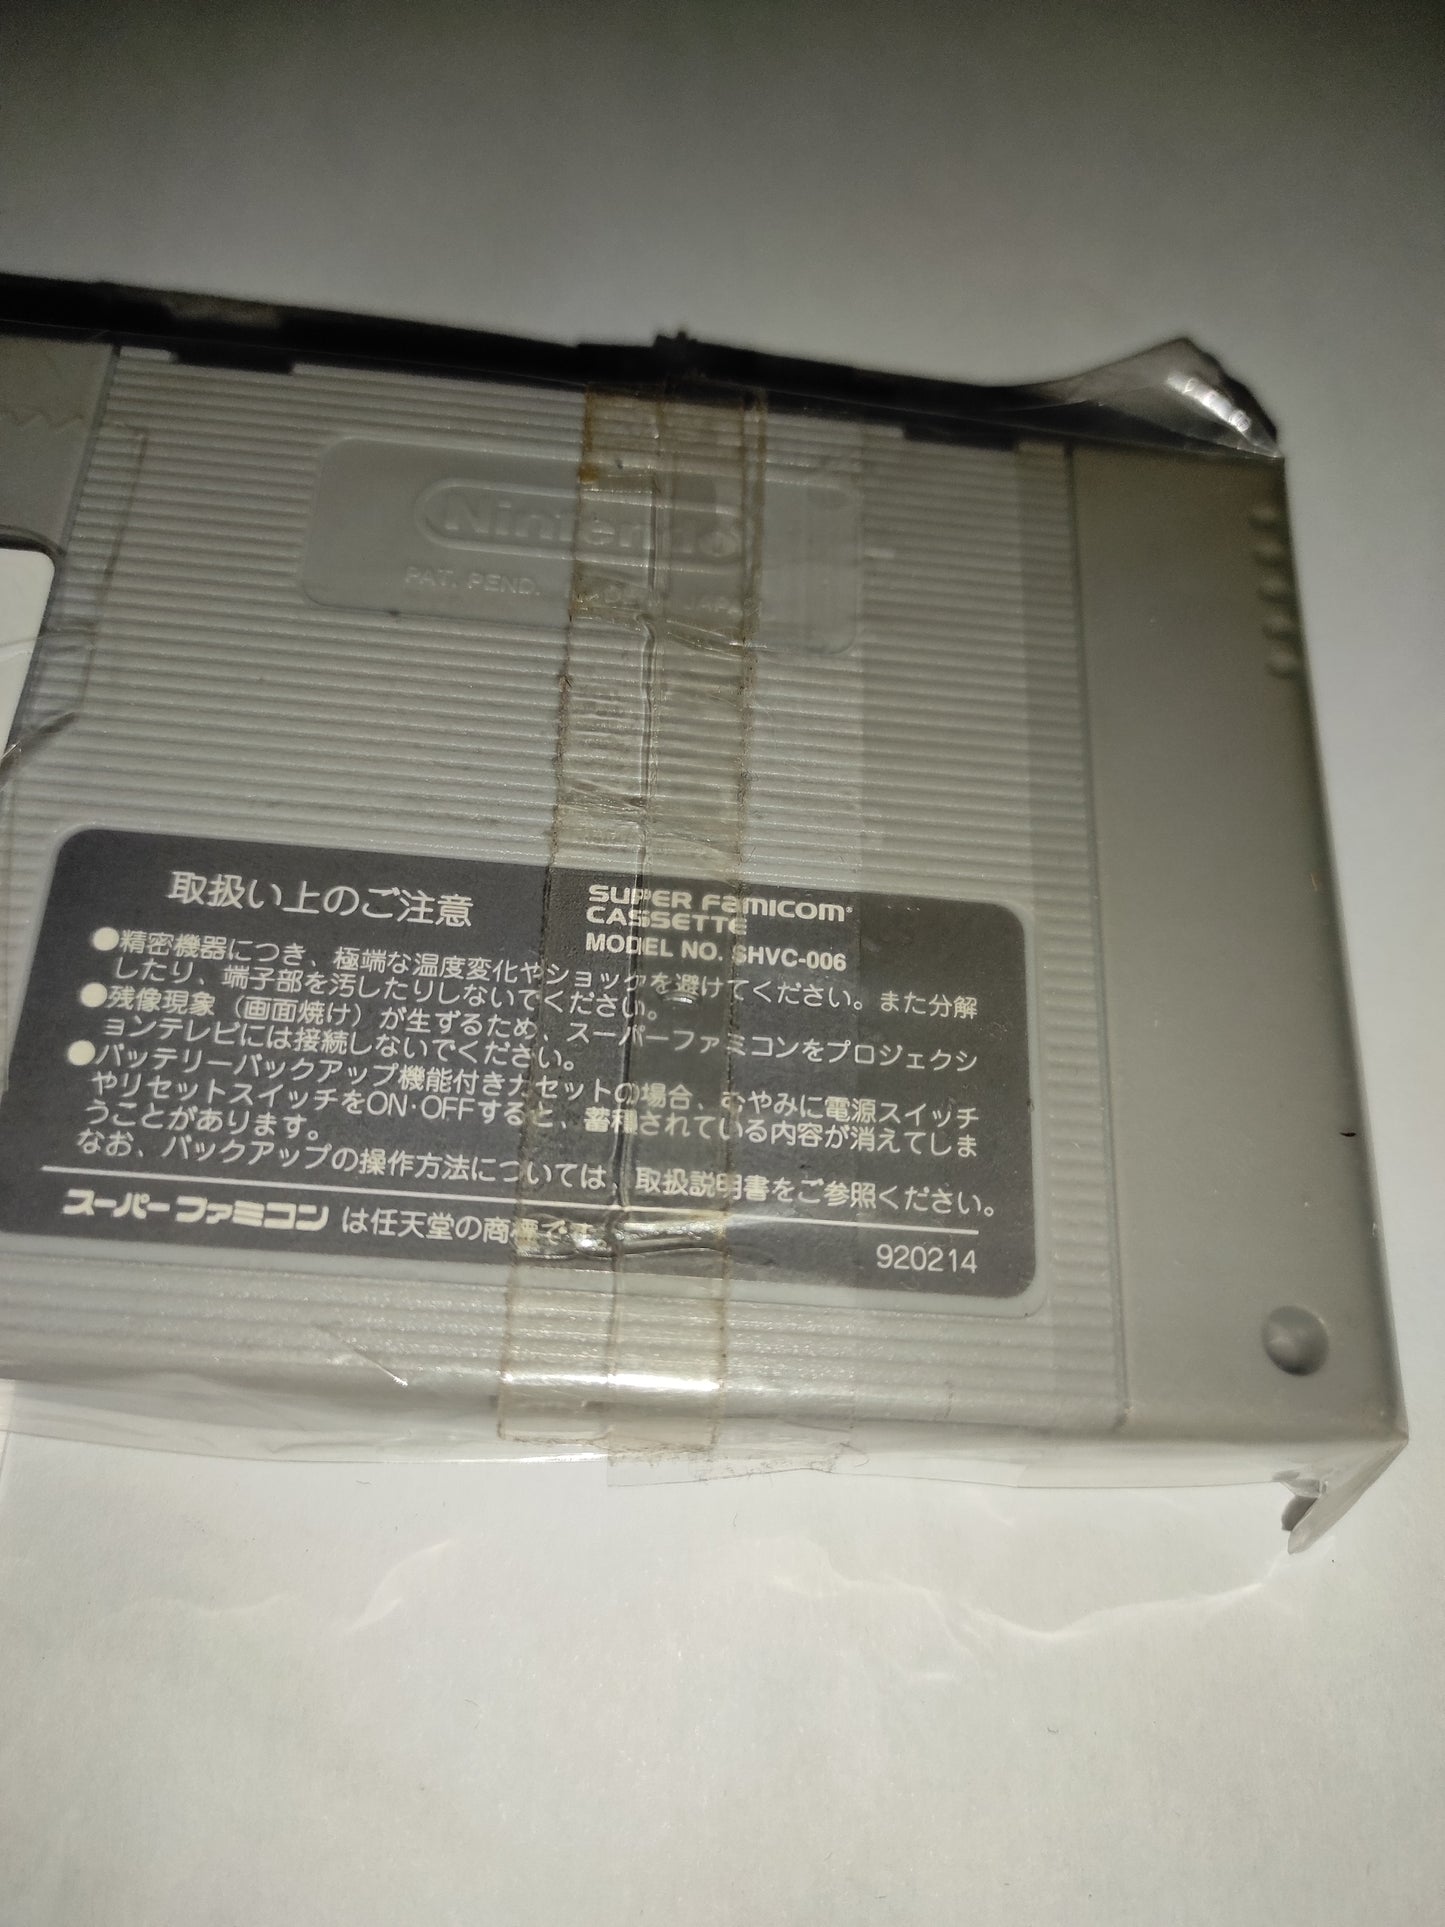 Nintendo
PAT. PEND. MADE IN JAPAN
取扱い上のご注意
SUPER FAMICOM
CASSETTE
MODEL NO. SHVC-006
●精密機器につき、極端な温度変化やショックを避けてください。また分解
したり、端子部を汚したりしないでください。
●残像現象（画面焼け）が生ずるため、スーパーファミコンをプロジェクシ
ョンテレビには接続しないでください。
●バッテリーバックアップ機能付きカセットの場合、むやみに電源スイッチ
やリセットスイッチをON・OFFすると、蓄積されている内容が消えてしま
うことがあります。
なお、バックアップの操作方法については、取扱説明書をご参照ください。
スーパーファミコン は任天堂の商標です。
920214